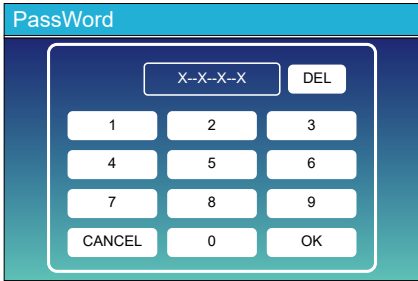 PassWord
X--X--X--X DEL
1 2 3
4 5 6
7 8 9
CANCEL 0 OK